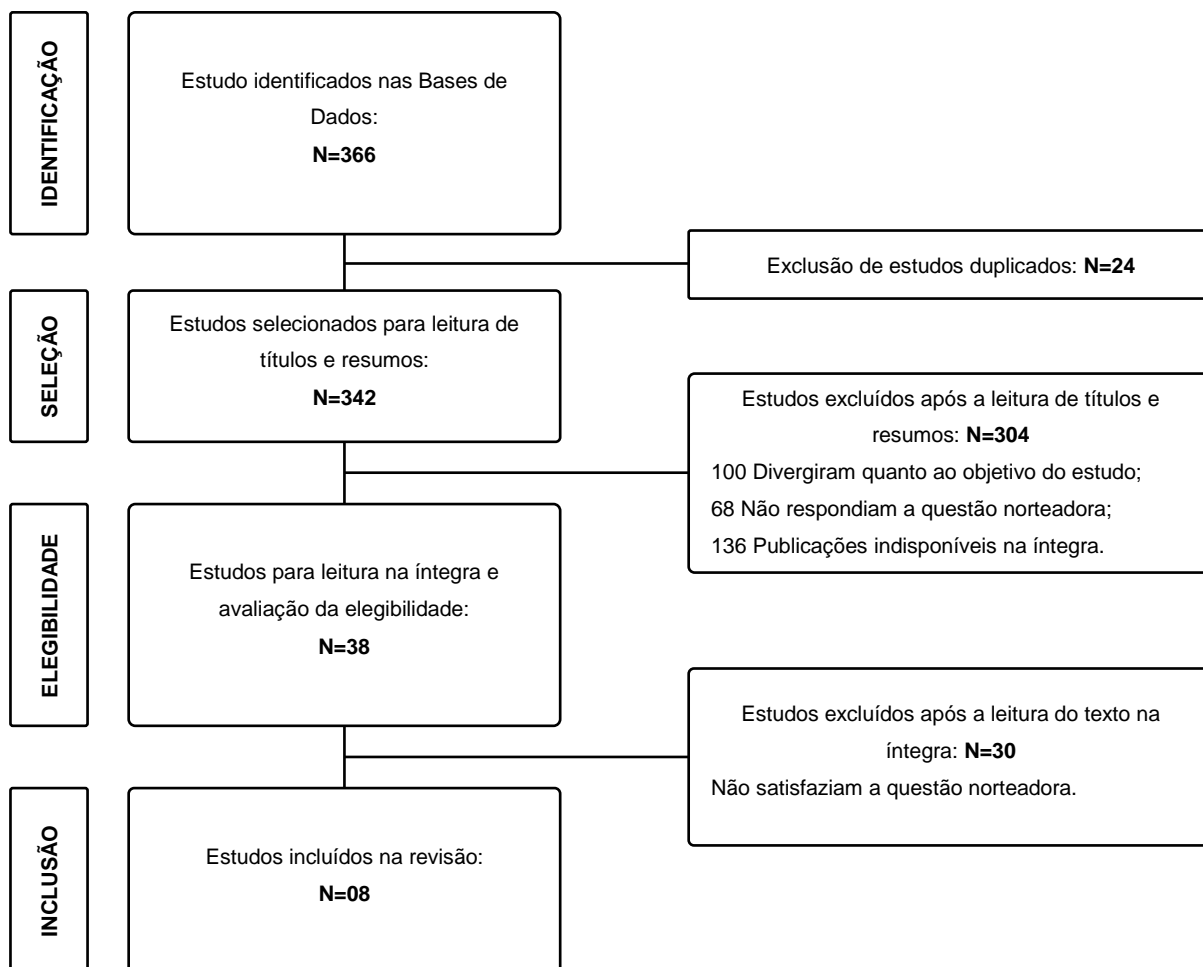 IDENTIFICAÇÃO
Estudo identificados nas Bases de
Dados:
N=366
Exclusão de estudos duplicados: N=24
SELEÇÃO
Estudos selecionados para leitura de
títulos e resumos:
N=342
Estudos excluídos após a leitura de títulos e
resumos: N=304
100 Divergiram quanto ao objetivo do estudo;
68 Não respondiam a questão norteadora;
136 Publicações indisponíveis na íntegra.
ELEGIBILIDADE
Estudos para leitura na íntegra e
avaliação da elegibilidade:
N=38
Estudos excluídos após a leitura do texto na
íntegra: N=30
Não satisfaziam a questão norteadora.
INCLUSÃO
Estudos incluídos na revisão:
N=08